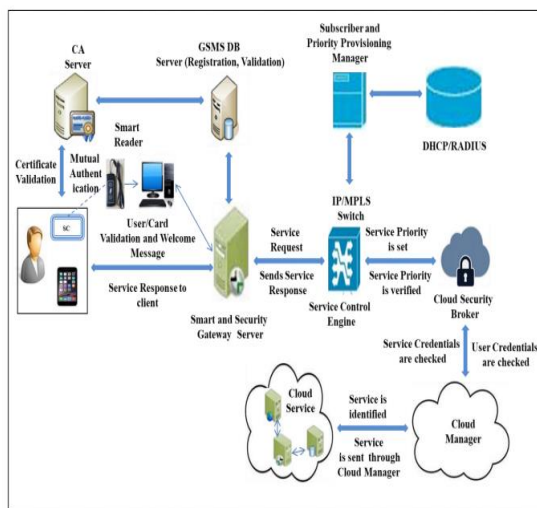 CA
Server
GSMS DB
Server (Registration, Validation)
Subscriber and
Priority Provisioning
Manager
DHCP/RADIUS
Smart
Reader
Certificate
Validation
Mutual
Authent
ication
SC
User/Card
Validation and Welcome
Message
Service Response to
client
Smart and Security
Gateway Server
Service
Request
Sends Service
Response
IP/MPLS
Switch
Service Control
Engine
Service Priority
is set
Service Priority
is verified
Cloud Security
Broker
Service Credentials
are checked
User Credentials
are checked
Cloud
Service
Service is
identified
Service
is sent through
Cloud Manager
Cloud
Manager